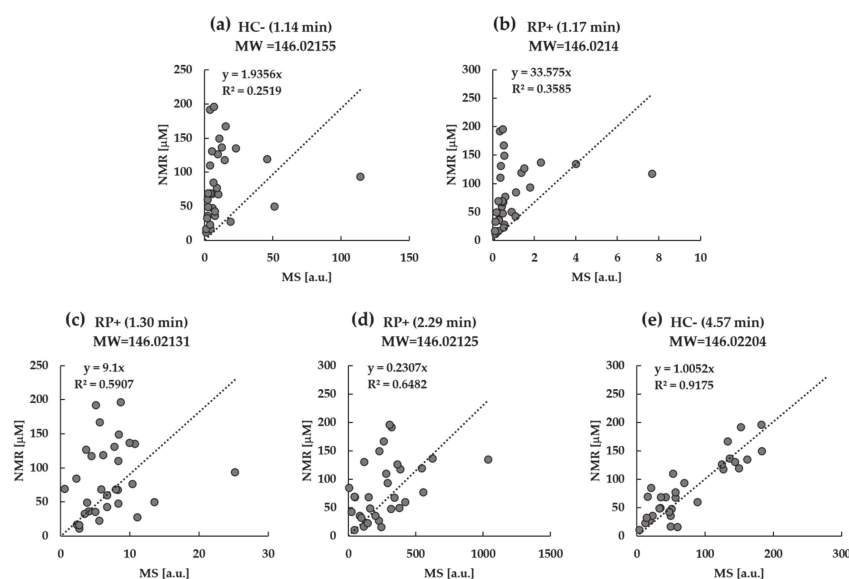 (a) HC- (1.14 min)
MW =146.02155
y = 1.9356x
R² = 0.2519
NMR [µM]
250
200
150
100
50
0
0 50 100 150
MS [a.u.]
(b) RP+ (1.17 min)
MW=146.0214
y = 33.575x
R² = 0.3585
NMR [µM]
300
250
200
150
100
50
0
0 2 4 6 8 10
MS [a.u.]
(c) RP+ (1.30 min)
MW=146.02131
y = 9.1x
R² = 0.5907
NMR [µM]
250
200
150
100
50
0
0 10 20 30
MS [a.u.]
(d) RP+ (2.29 min)
MW=146.02125
y = 0.2307x
R² = 0.6482
NMR [µM]
300
250
200
150
100
50
0
0 500 1000 1500
MS [a.u.]
(e) HC- (4.57 min)
MW=146.02204
y = 1.0052x
R² = 0.9175
NMR [µM]
300
250
200
150
100
50
0
0 100 200 300
MS [a.u.]